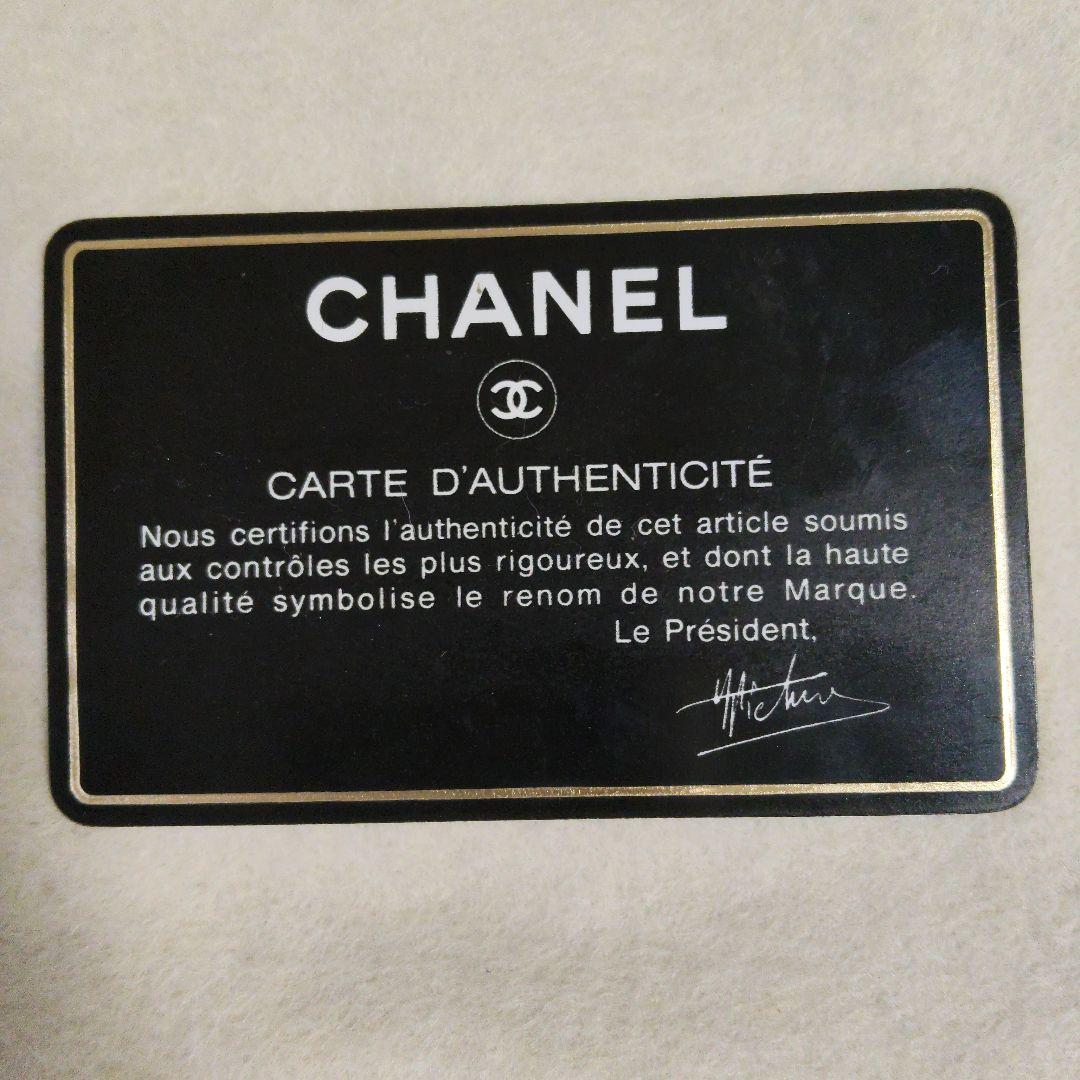 CHANEL
CARTE D'AUTHENTICITÉ
Nous certifions l'authenticité de cet article soumis
aux contrôles les plus rigoureux, et dont la haute
qualité symbolise le renom de notre Marque.
Le Président,